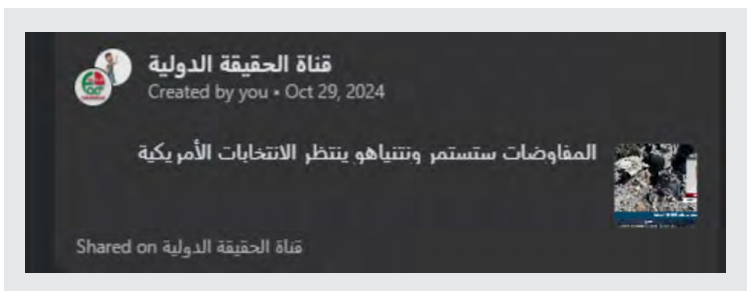 قناة الحقيقة الدولية
Created by you • Oct 29, 2024
المفاوضات ستستمر ونتنياهو ينتظر الانتخابات الأمريكية
Shared on قناة الحقيقة الدولية